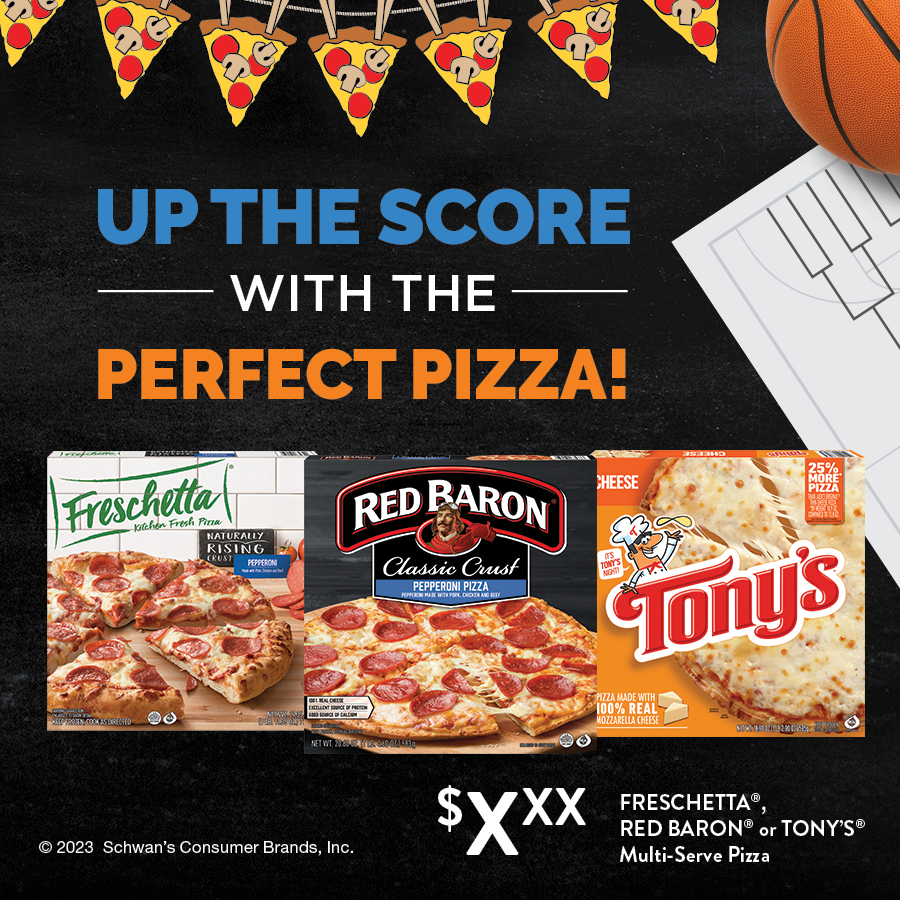 UP THE SCORE
WITH THE
PERFECT PIZZA!
Freschetta®
Kitchen Fresh Pizza
NATURALLY
RISING
CRUST
PEPPERONI
RED BARON®
Classic Crust
PEPPERONI PIZZA
PEPPERONI MADE WITH PORK, CHICKEN AND BEEF
100% REAL CHEESE
EXCELLENT SOURCE OF PROTEIN
GOOD SOURCE OF CALCIUM
CHEESE
TONY'S
CHEESE
25%
MORE
PIZZA
IT'S
TONY'S
NIGHT!
Tony's
PIZZA MADE WITH
100% REAL
MOZZARELLA CHEESE
$XXX
FRESCHETTA®,
RED BARON® or TONY'S®
Multi-Serve Pizza
© 2023 Schwan's Consumer Brands, Inc.